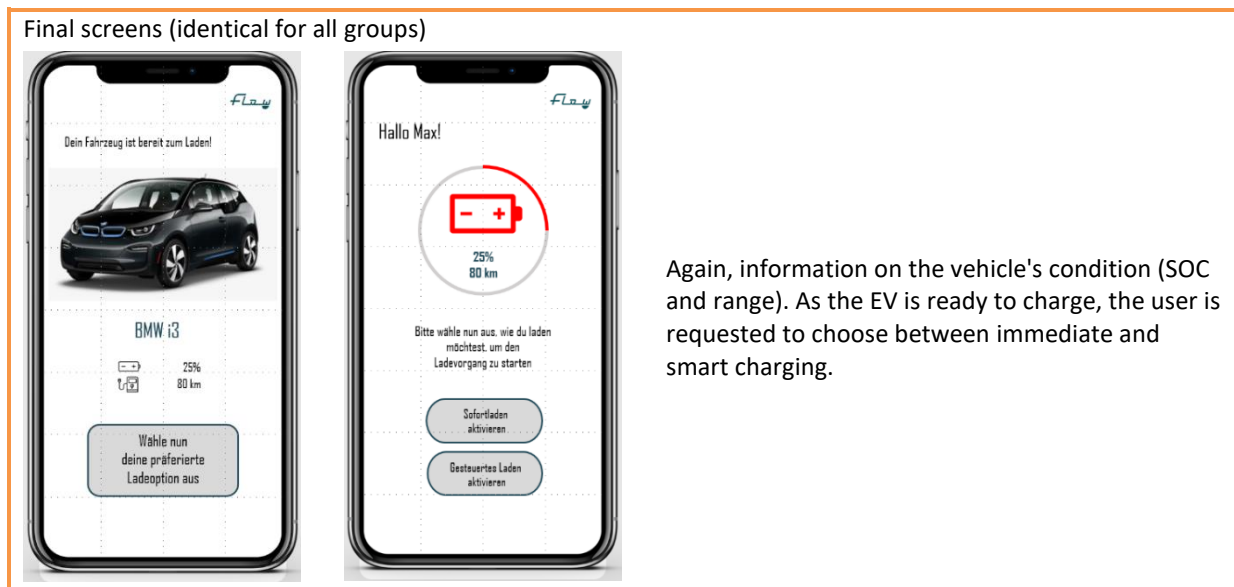 Final screens (identical for all groups)
Flow
Dein Fahrzeug ist bereit zum Laden!
BMW i3
25%
80 km
Wähle nun
deine präferierte
Ladeoption aus
Flow
Hallo Max!
25%
80 km
Bitte wähle nun aus, wie du laden
möchtest, um den
Ladevorgang zu starten
Sofortladen
aktivieren
Gesteuertes Laden
aktivieren
Again, information on the vehicle's condition (SOC
and range). As the EV is ready to charge, the user is
requested to choose between immediate and
smart charging.